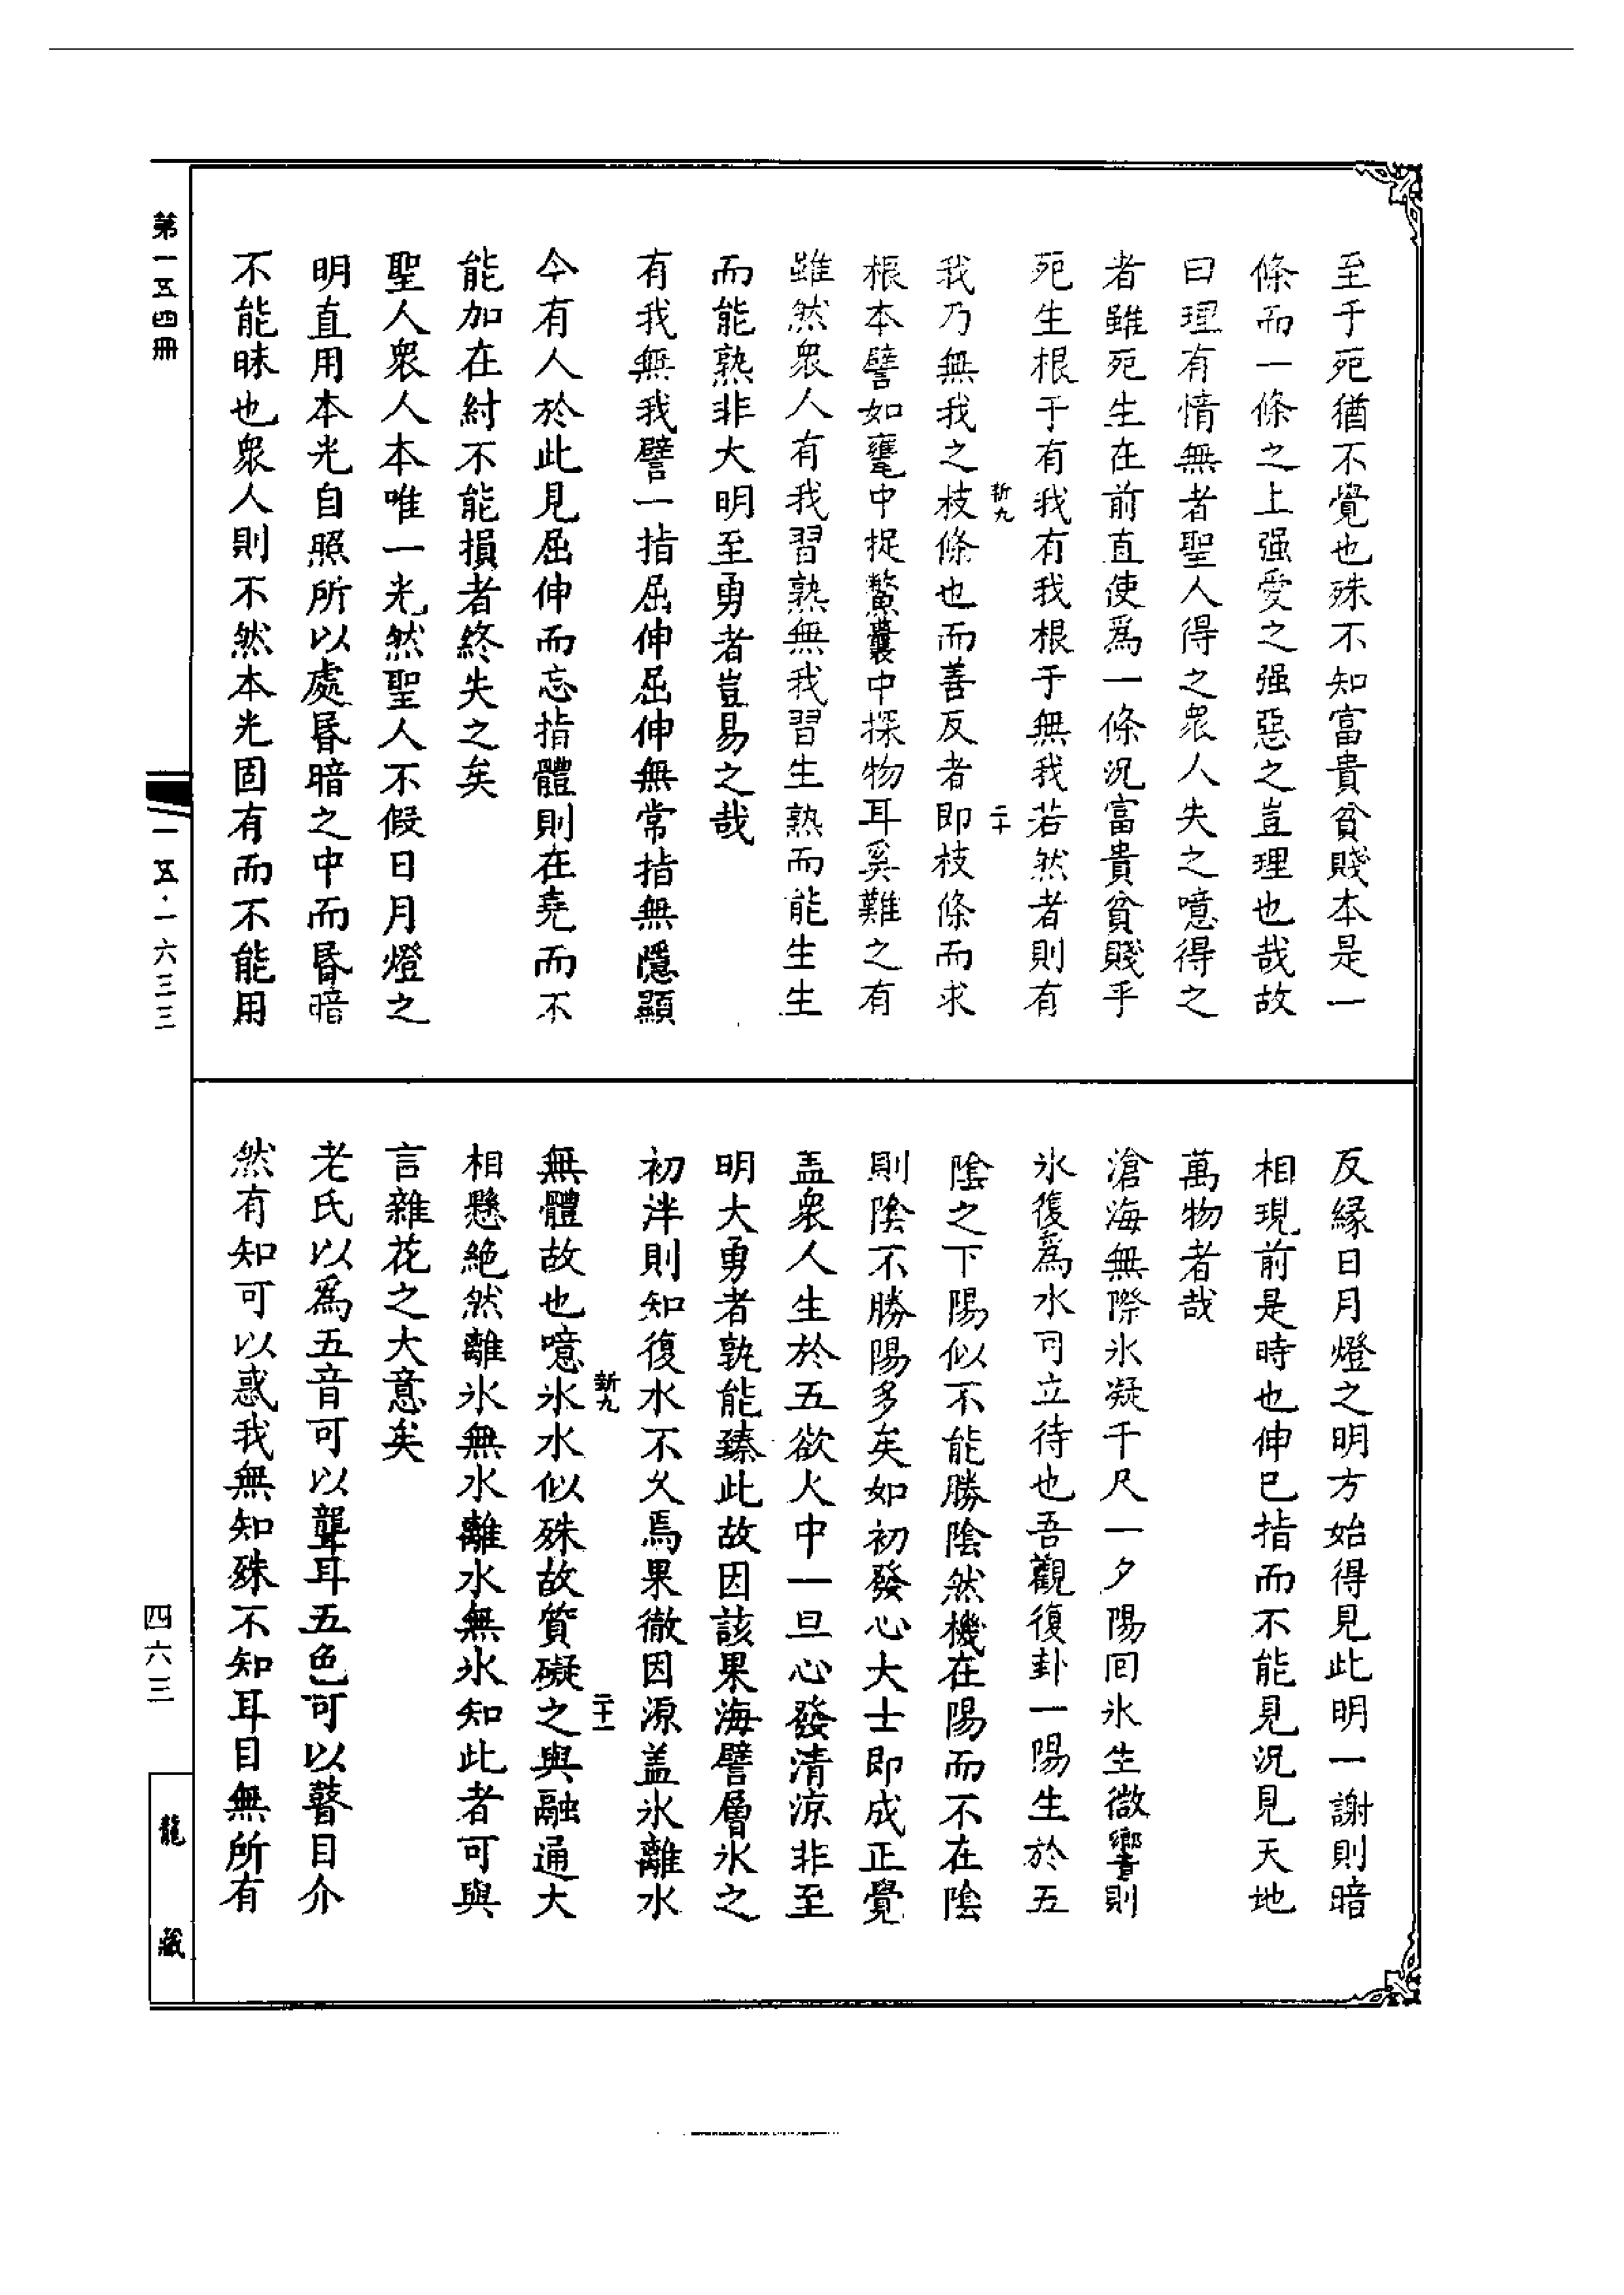 至于死猶不覺也殊不知富貴貧賤本是一
條而一條之上强愛之强惡之豈理也哉故
曰理有情無者聖人得之衆人失之噫得之
者雖死生在前直使爲一條況富貴貧賤乎
死生根于有我有我根于無我若然者則有
我乃無我之枝條也而善反者即枝條而求
新九
二十
根本譬如甕中捉鱉囊中探物耳奚難之有
雖然衆人有我習熟無我習生熟而能生生
而能熟非大明至勇者豈易之哉
有我無我譬一指屈伸屈伸無常指無隱顯
今有人於此見屈伸而忘指體則在堯而不
能加在紂不能損者終失之矣
聖人衆人本唯一光然聖人不假日月燈之
明直用本光自照所以處昬暗之中而昬暗
不能昧也衆人則不然本光固有而不能用
反緣日月燈之明方始得見此明一謝則暗
相現前是時也伸巳指而不能見況見天地
萬物者哉
滄海無際氷凝千尺一夕陽回氷生微嚮則
氷復爲水可立待也吾觀復卦一陽生於五
陰之下陽似不能勝陰然機在陽而不在陰
則陰不勝陽多矣如初發心大士即成正覺
盖衆人生於五欲火中一旦心發清涼非至
明大勇者孰能臻此故因該果海譬層氷之
初泮則知復水不久焉果徹因源盖氷離水
無體故也噫氷水似殊故質礙之與融通大
新九
二十一
相懸絶然離氷無水離水無氷知此者可與
言雜花之大意矣
老氏以爲五音可以聾耳五色可以瞽目介
然有知可以惑我無知殊不知耳目無所有
第一五四冊
一五·一六三三
四六三
龍藏